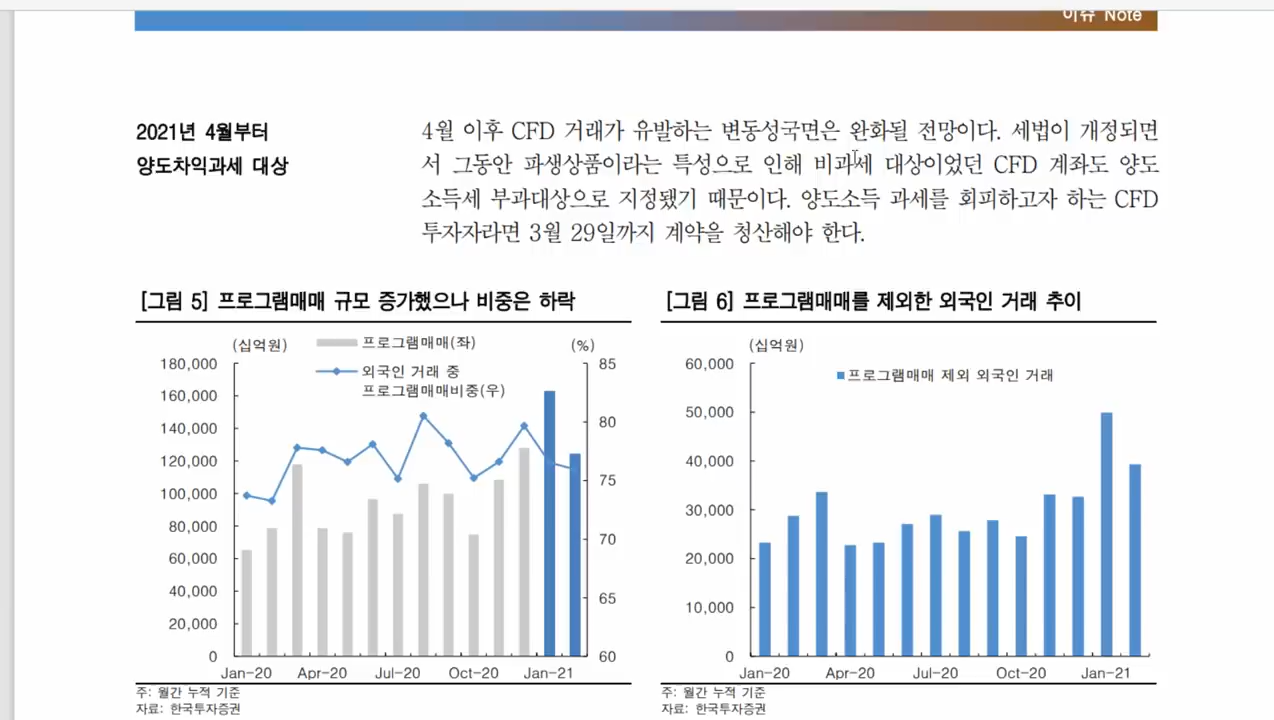 이슈 Note
2021년 4월부터
양도차익과세 대상
4월 이후 CFD 거래가 유발하는 변동성국면은 완화될 전망이다. 세법이 개정되면
서 그동안 파생상품이라는 특성으로 인해 비과세 대상이었던 CFD 계좌도 양도
소득세 부과대상으로 지정됐기 때문이다. 양도소득 과세를 회피하고자 하는 CFD
투자자라면 3월 29일까지 계약을 청산해야 한다.
[그림 5] 프로그램매매 규모 증가했으나 비중은 하락
(십억원)
프로그램매매(좌)
(%)
외국인 거래 중
프로그램매매비중(우)
180,000
160,000
140,000
120,000
100,000
80,000
60,000
40,000
20,000
0
85
80
75
70
65
60
Jan-20 Apr-20 Jul-20 Oct-20 Jan-21
주: 월간 누적 기준
자료: 한국투자증권
[그림 6] 프로그램매매를 제외한 외국인 거래 추이
(십억원)
프로그램매매 제외 외국인 거래
60,000
50,000
40,000
30,000
20,000
10,000
0
Jan-20 Apr-20 Jul-20 Oct-20 Jan-21
주: 월간 누적 기준
자료: 한국투자증권